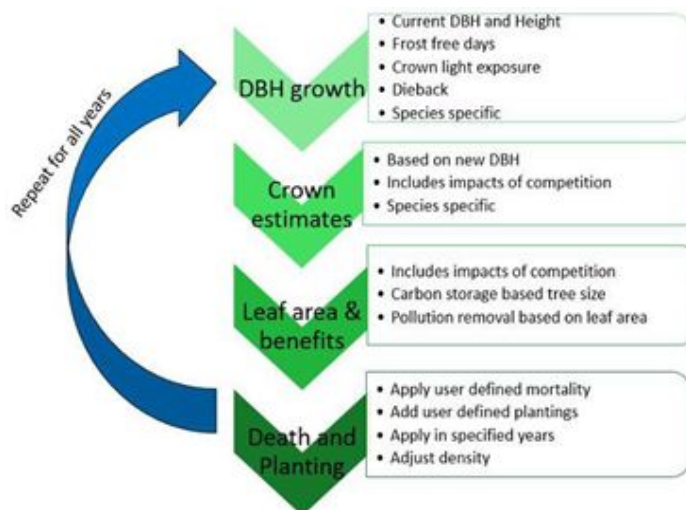 Repeat for all years
DBH growth
• Current DBH and Height
• Frost free days
• Crown light exposure
• Dieback
• Species specific
Crown
estimates
• Based on new DBH
• Includes impacts of competition
• Species specific
Leaf area &
benefits
• Includes impacts of competition
• Carbon storage based tree size
• Pollution removal based on leaf area
Death and
Planting
• Apply user defined mortality
• Add user defined plantings
• Apply in specified years
• Adjust density